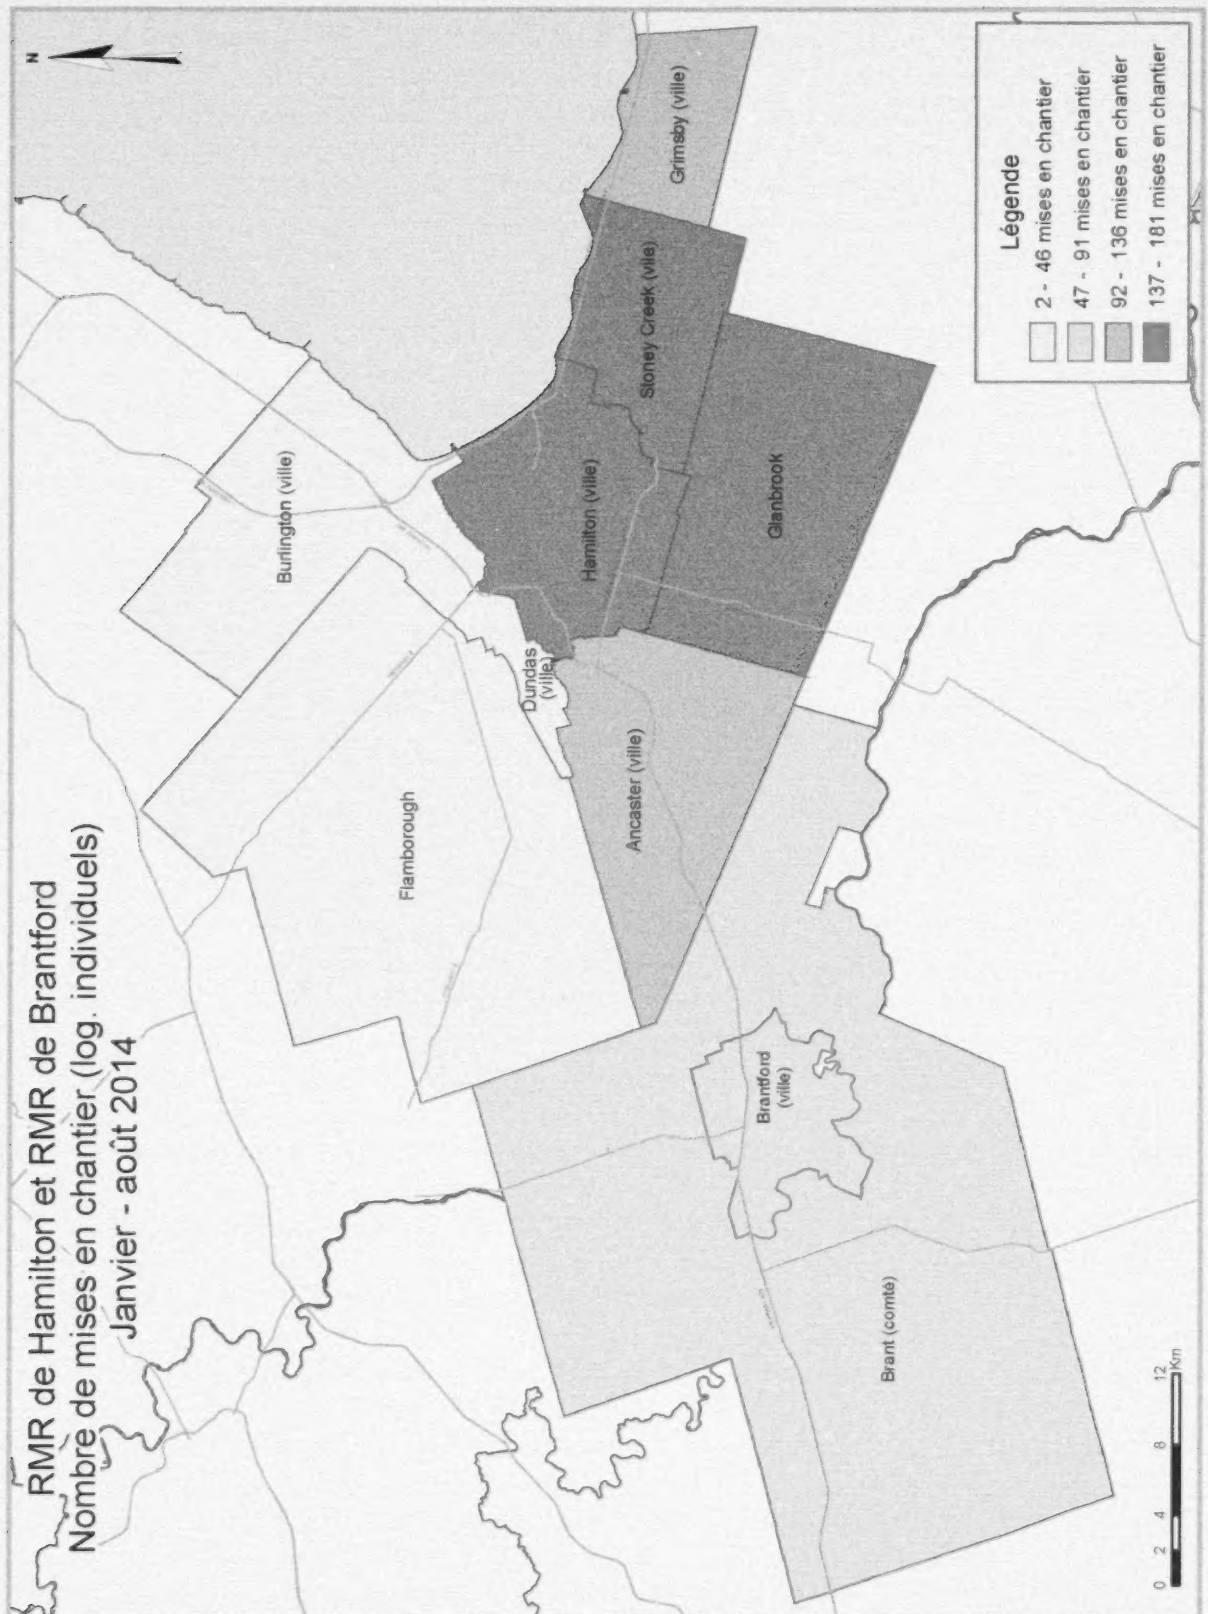 RMR de Hamilton et RMR de Brantford
Nombre de mises en chantier (log. individuels)
Janvier - août 2014
N
Burlington (ville)
Flamborough
Dundas
(ville)
Hamilton (ville)
Stoney Creek (ville)
Grimsby (ville)
Ancaster (ville)
Glanbrook
Brantford
(ville)
Brant (comté)
Légende
2 - 46 mises en chantier
47 - 91 mises en chantier
92 - 136 mises en chantier
137 - 181 mises en chantier
0 2 4 8 12
Km